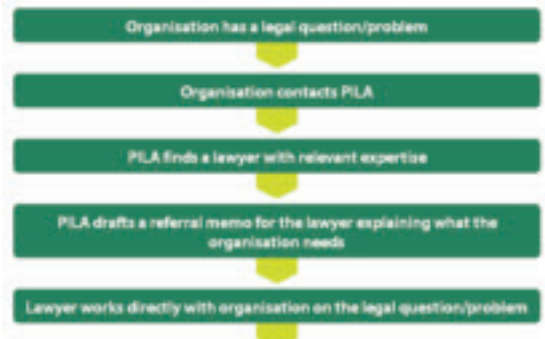 Organisation has a legal question/problem
Organisation contacts PILA
PILA finds a lawyer with relevant expertise
PILA drafts a referral memo for the lawyer explaining what the
organisation needs
Lawyer works directly with organisation on the legal question/problem